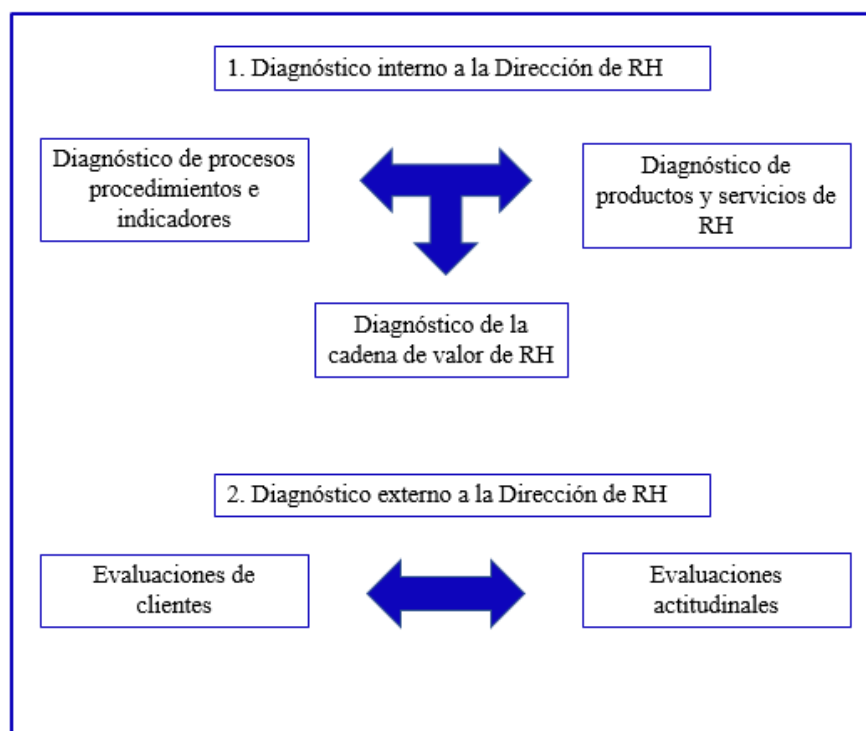 1. Diagnóstico interno a la Dirección de RH
Diagnóstico de procesos
procedimientos e
indicadores
Diagnóstico de
productos y servicios de
RH
Diagnóstico de la
cadena de valor de RH
2. Diagnóstico externo a la Dirección de RH
Evaluaciones de
clientes
Evaluaciones
actitudinales